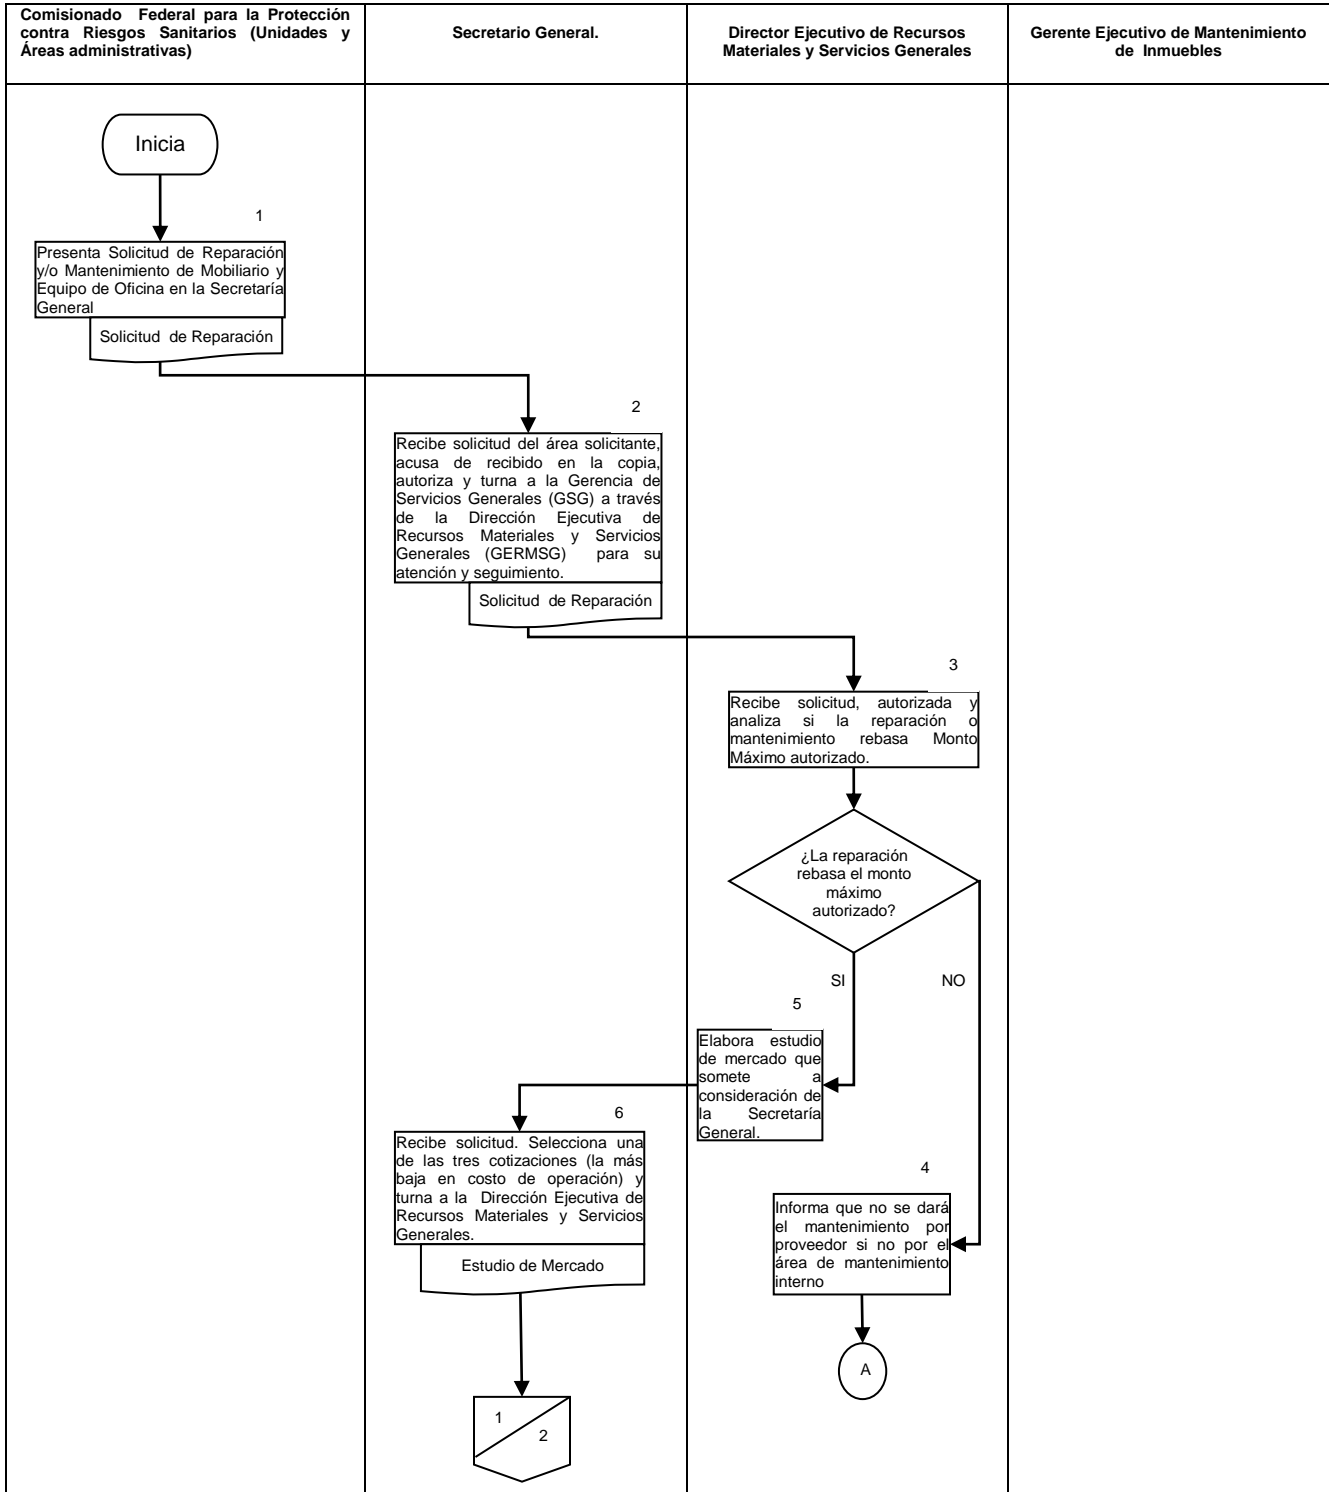 Comisionado Federal para la Protección
contra Riesgos Sanitarios (Unidades y
Áreas administrativas)
Secretario General.
Director Ejecutivo de Recursos
Materiales y Servicios Generales
Gerente Ejecutivo de Mantenimiento
de Inmuebles
Inicia
1
Presenta Solicitud de Reparación
y/o Mantenimiento de Mobiliario y
Equipo de Oficina en la Secretaría
General
Solicitud de Reparación
2
Recibe solicitud del área solicitante,
acusa de recibido en la copia,
autoriza y turna a la Gerencia de
Servicios Generales (GSG) a través
de la Dirección Ejecutiva de
Recursos Materiales y Servicios
Generales (GERMSG) para su
atención y seguimiento.
Solicitud de Reparación
3
Recibe solicitud, autorizada y
analiza si la reparación o
mantenimiento rebasa Monto
Máximo autorizado.
¿La reparación
rebasa el monto
máximo
autorizado?
SI
NO
5
Elabora estudio
de mercado que
somete a
consideración de
la Secretaría
General.
6
Recibe solicitud. Selecciona una
de las tres cotizaciones (la más
baja en costo de operación) y
turna a la Dirección Ejecutiva de
Recursos Materiales y Servicios
Generales.
Estudio de Mercado
4
Informa que no se dará
el mantenimiento por
proveedor si no por el
área de mantenimiento
interno
A
1
2